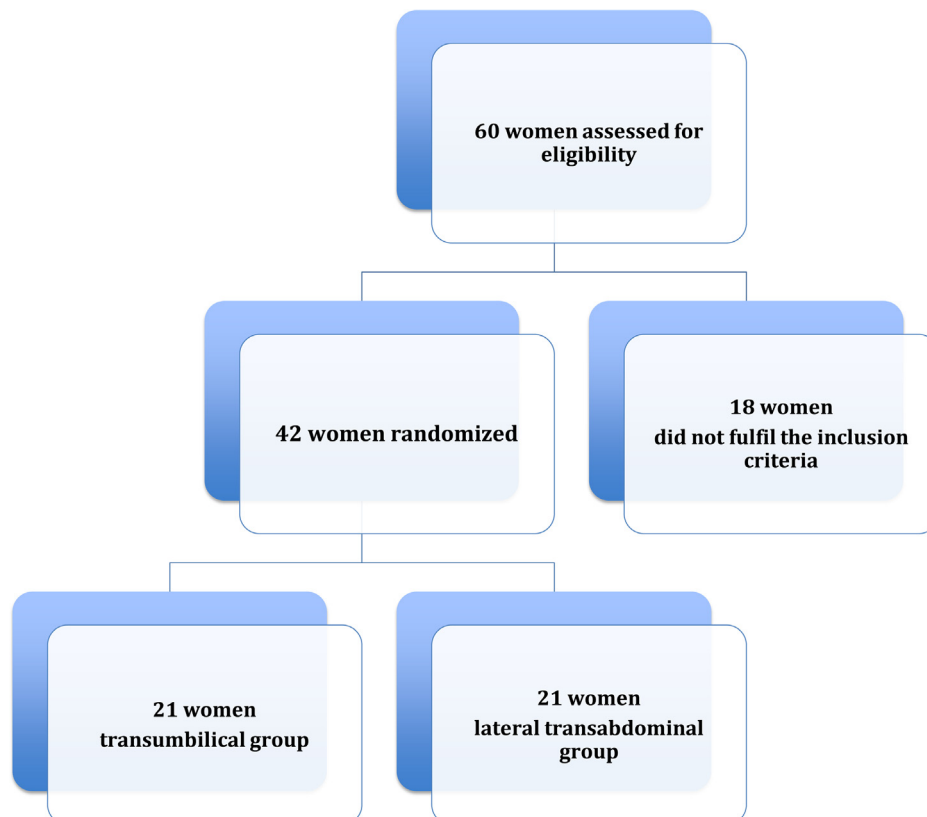 60 women assessed for
eligibility
42 women randomized
18 women
did not fulfil the inclusion
criteria
21 women
transumbilical group
21 women
lateral transabdominal
group